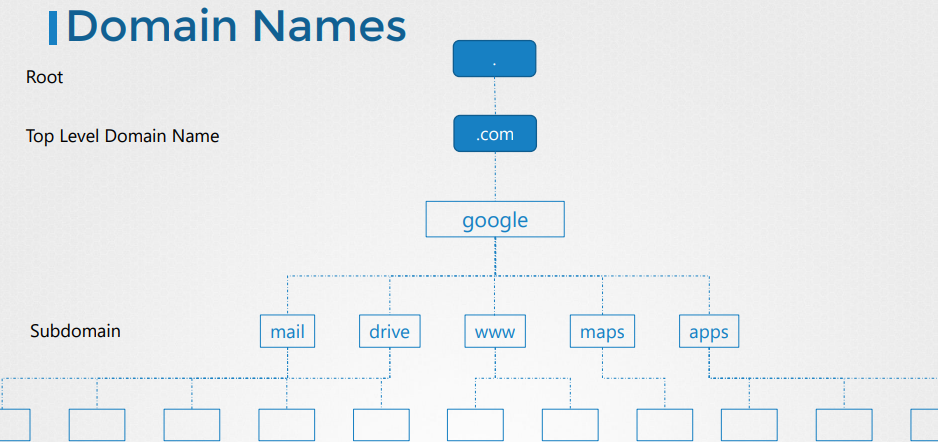 Domain Names
.
Root
.com
Top Level Domain Name
google
Subdomain
mail
drive
www
maps
apps